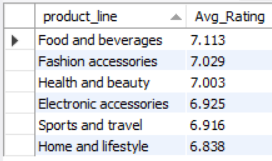 product_line Avg_Rating
Food and beverages 7.113
Fashion accessories 7.029
Health and beauty 7.003
Electronic accessories 6.925
Sports and travel 6.916
Home and lifestyle 6.838